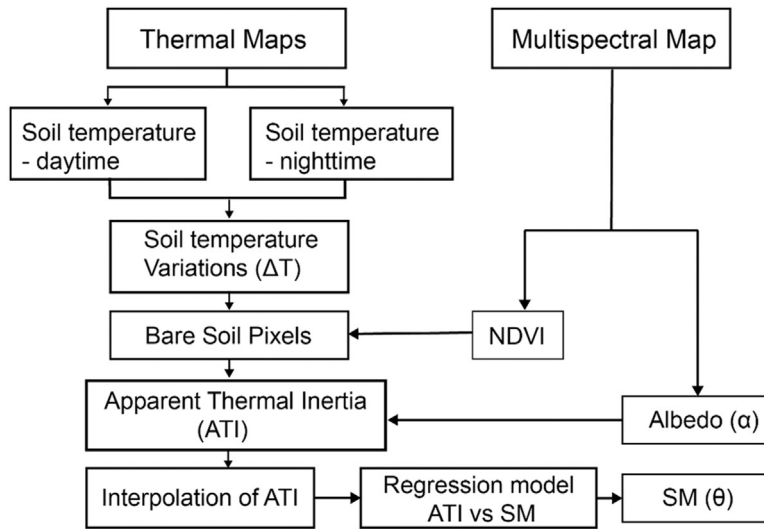 Thermal Maps
Multispectral Map
Soil temperature
- daytime
Soil temperature
- nighttime
Soil temperature
Variations (ΔT)
Bare Soil Pixels
NDVI
Apparent Thermal Inertia
(ATI)
Albedo (α)
Interpolation of ATI
Regression model
ATI vs SM
SM (θ)